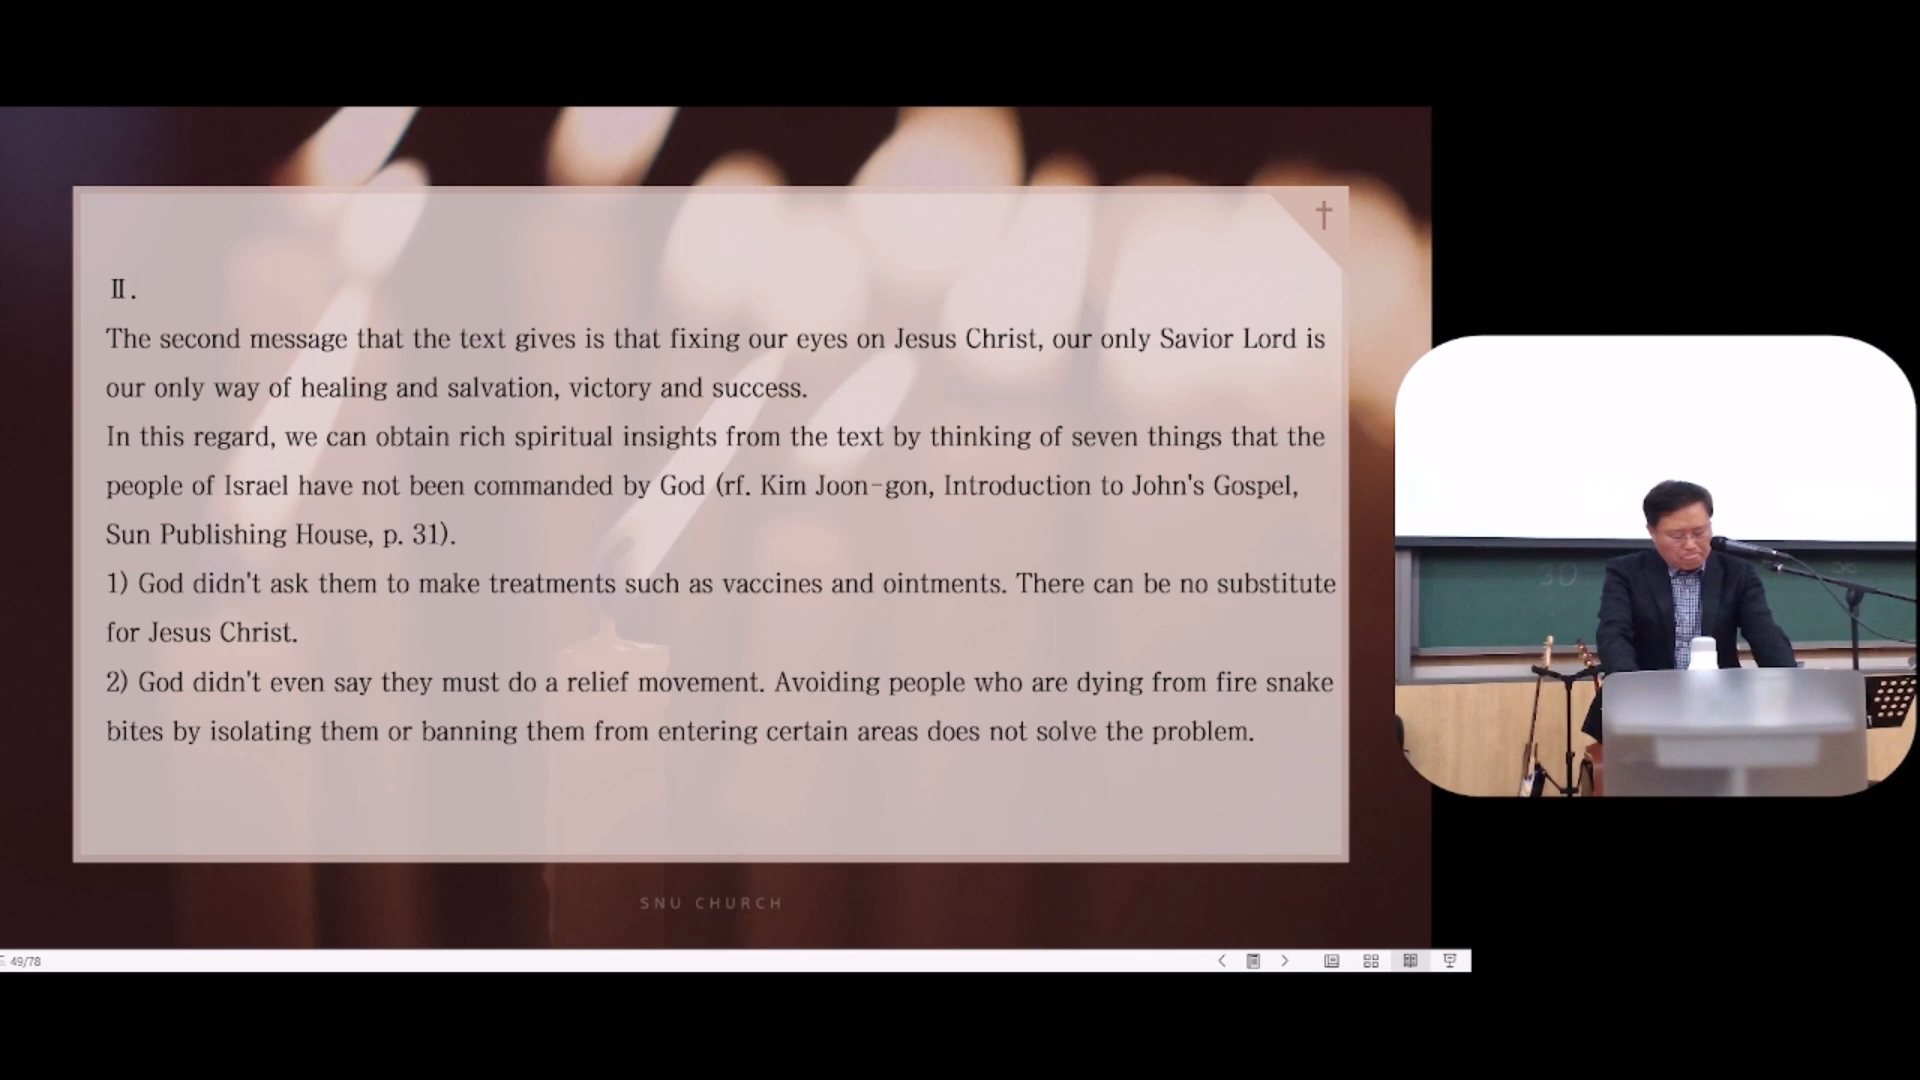 Ⅱ.
The second message that the text gives is that fixing our eyes on Jesus Christ, our only Savior Lord is
our only way of healing and salvation, victory and success.
In this regard, we can obtain rich spiritual insights from the text by thinking of seven things that the
people of Israel have not been commanded by God (rf. Kim Joon-gon, Introduction to John's Gospel,
Sun Publishing House, p. 31).
1) God didn't ask them to make treatments such as vaccines and ointments. There can be no substitute
for Jesus Christ.
2) God didn't even say they must do a relief movement. Avoiding people who are dying from fire snake
bites by isolating them or banning them from entering certain areas does not solve the problem.
SNU CHURCH
49/78
30